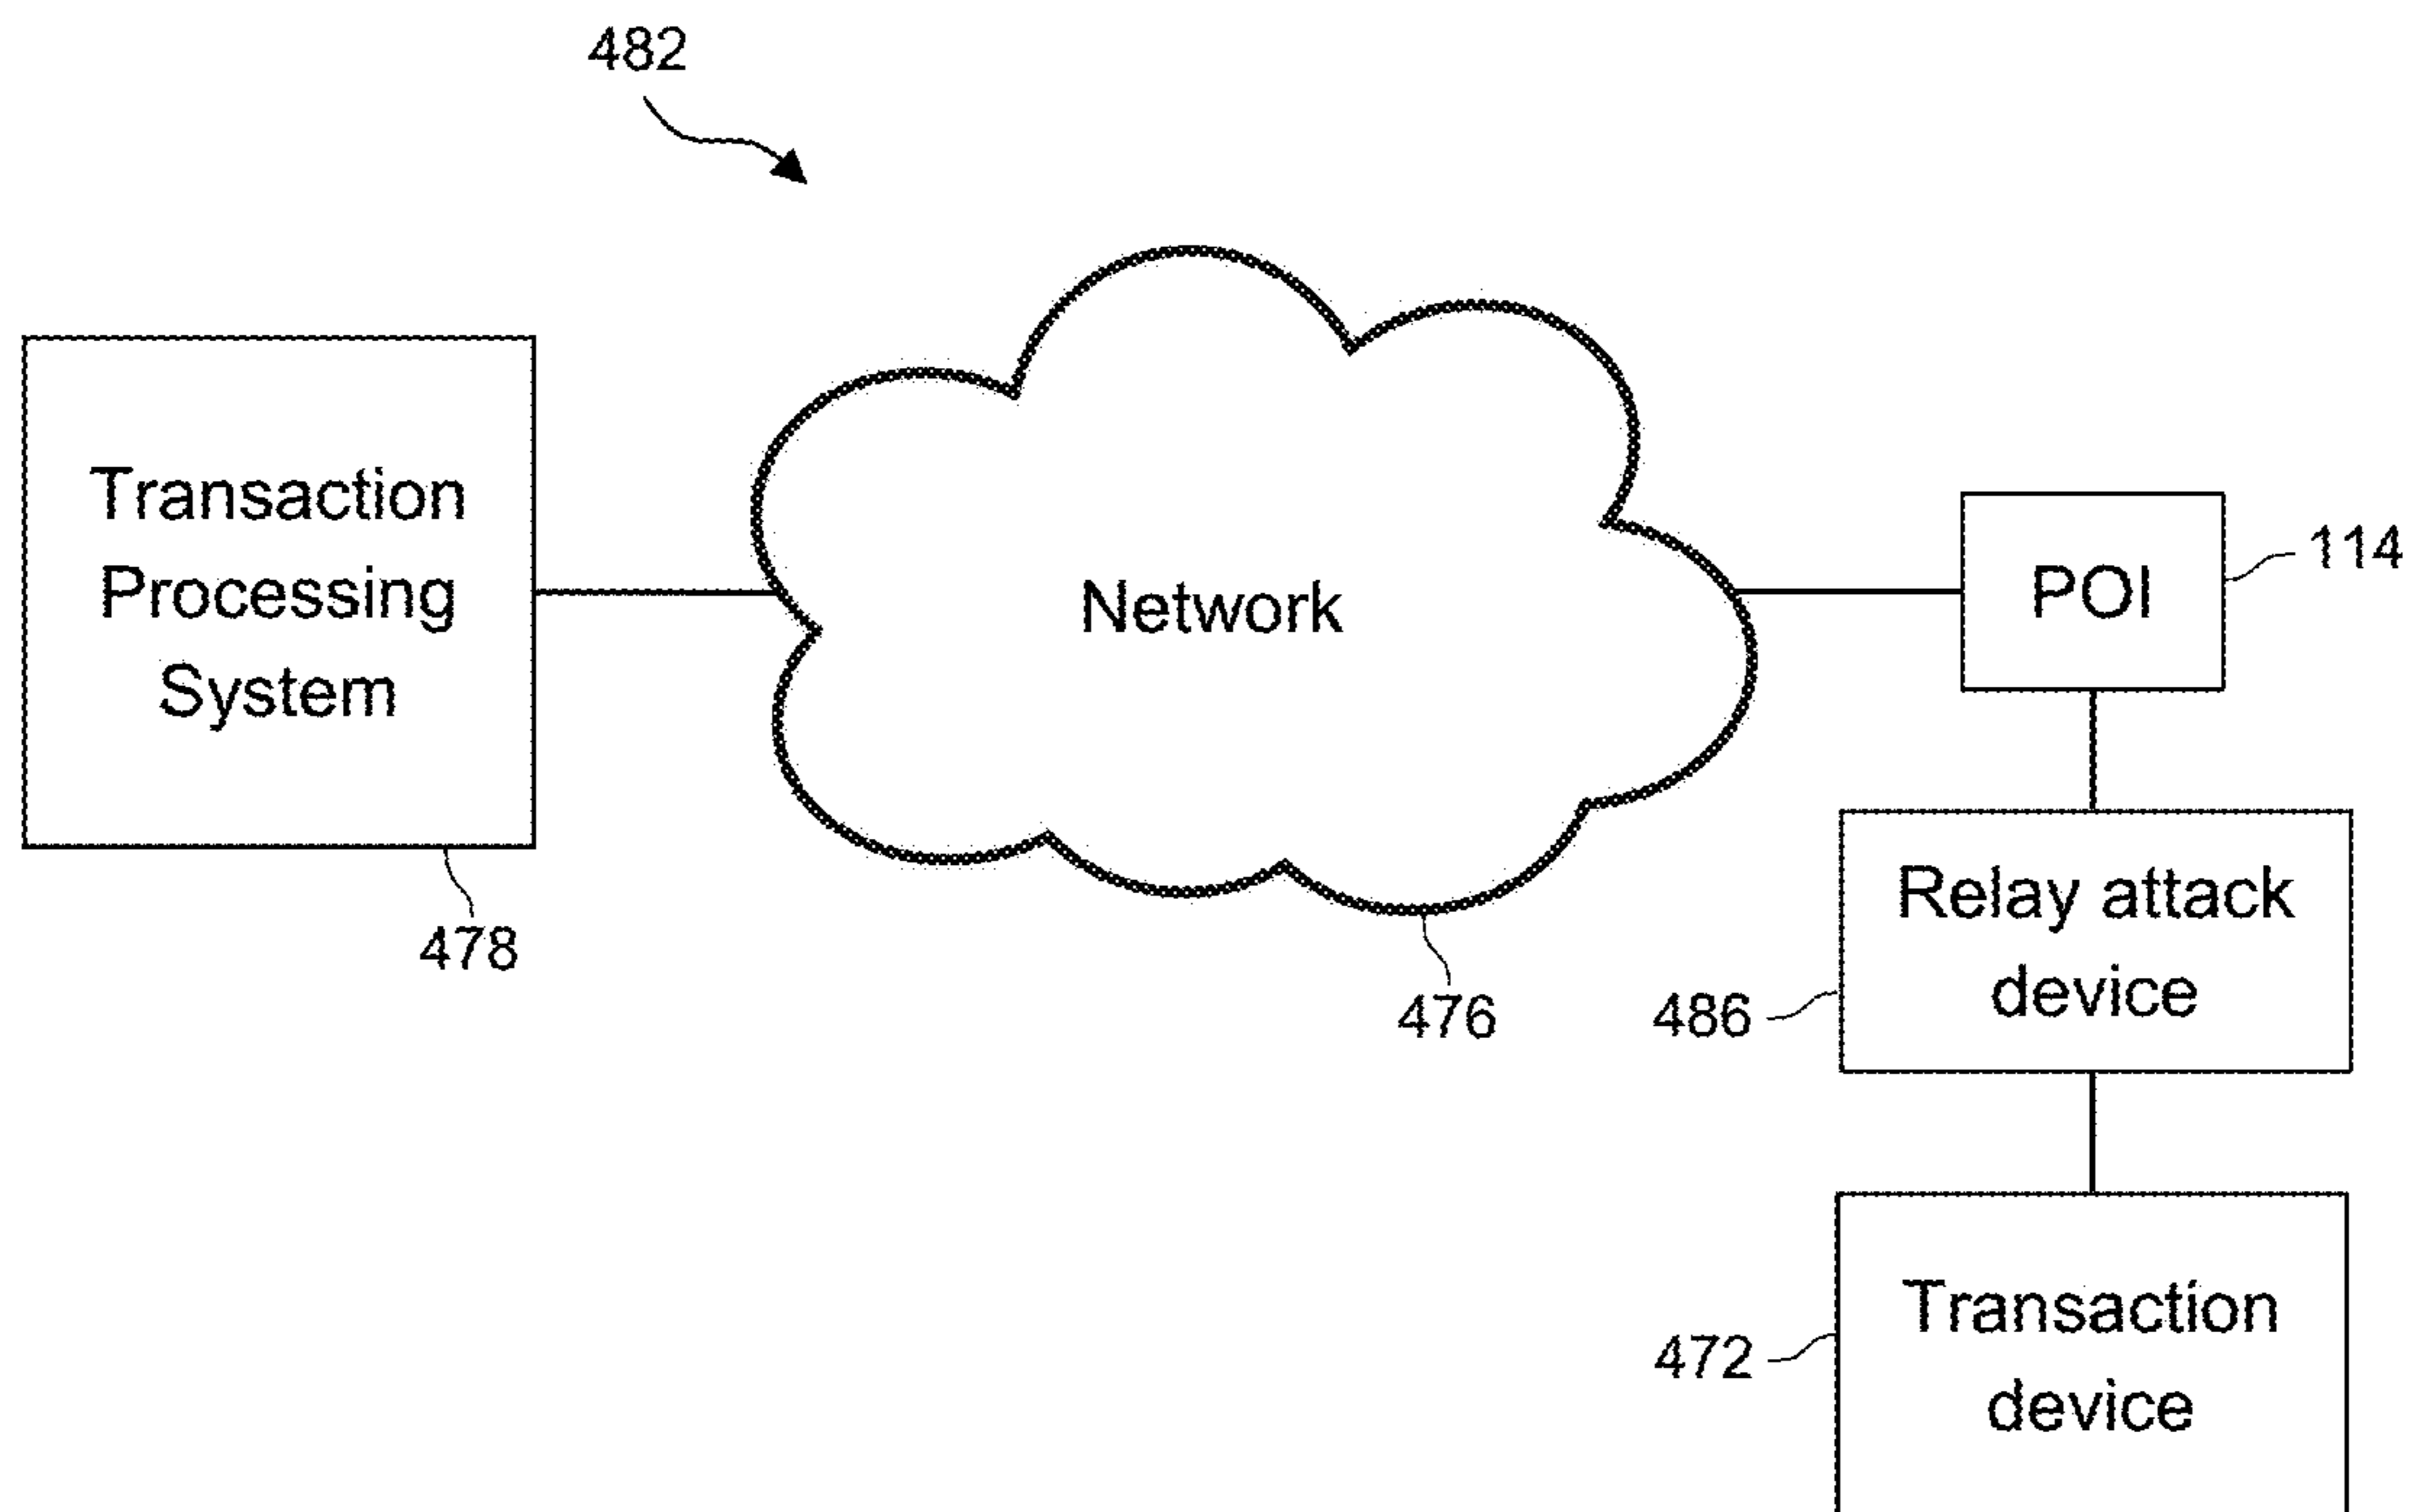 482
Transaction
Processing
System
478
Network
476
POI
114
Relay attack
device
486
Transaction
device
472